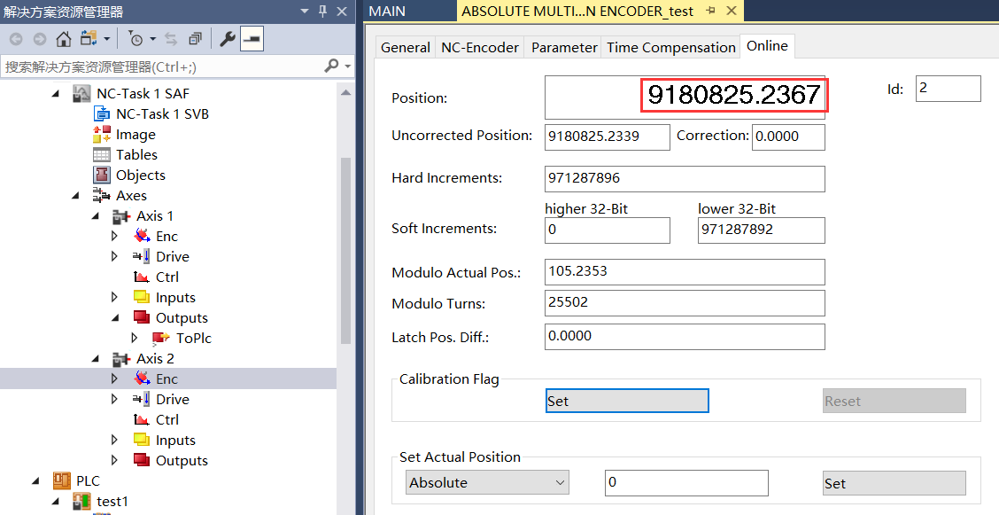 解决方案资源管理器
搜索解决方案资源管理器(Ctrl+;)
NC-Task 1 SAF
NC-Task 1 SVB
Image
Tables
Objects
Axes
Axis 1
Enc
Drive
Ctrl
Inputs
Outputs
ToPlc
Axis 2
Enc
Drive
Ctrl
Inputs
Outputs
PLC
test1
MAIN
ABSOLUTE MULTI...N ENCODER_test
General NC-Encoder Parameter Time Compensation Online
Position: 9180825.2367 Id: 2
Uncorrected Position: 9180825.2339 Correction: 0.0000
Hard Increments: 971287896
higher 32-Bit lower 32-Bit
Soft Increments: 0 971287892
Modulo Actual Pos.: 105.2353
Modulo Turns: 25502
Latch Pos. Diff.: 0.0000
Calibration Flag
Set Reset
Set Actual Position
Absolute 0 Set